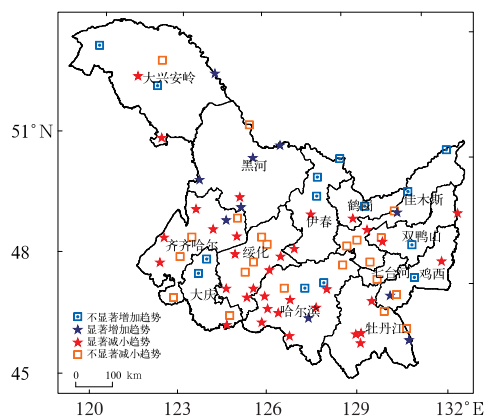 51°N
48
45
120
123
126
129
132°E
大兴安岭
黑河
伊春
鹤
佳木斯
双鸭山
齐齐哈尔
绥化
七台河
鸡西
大庆
哈尔滨
牡丹江
不显著增加趋势
显著增加趋势
显著减小趋势
不显著减小趋势
0 100 km